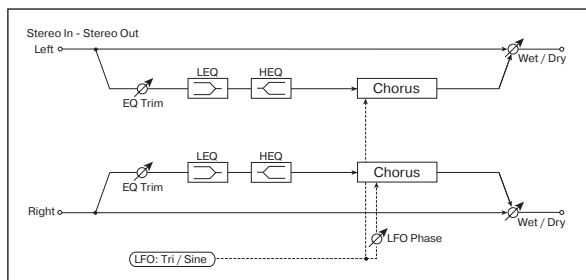 Stereo In - Stereo Out
Left
Wet / Dry
EQ Trim
LEQ
HEQ
Chorus
LEQ
HEQ
Chorus
EQ Trim
Right
Wet / Dry
LFO Phase
LFO: Tri / Sine